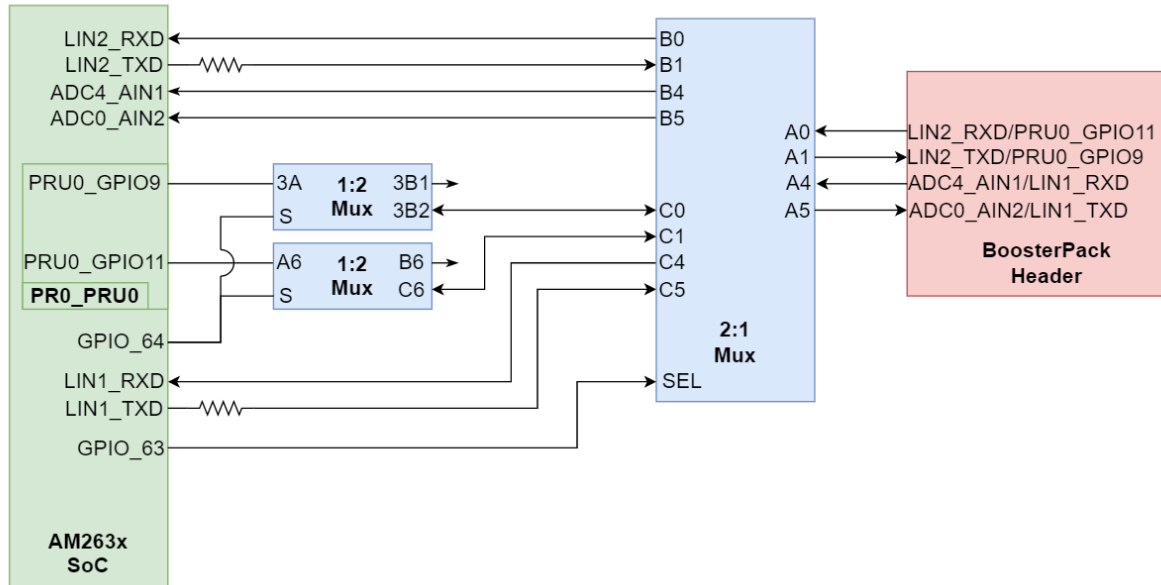 LIN2_RXD
LIN2_TXD
ADC4_AIN1
ADC0_AIN2
PRU0_GPIO9
PRU0_GPIO11
PR0_PRU0
GPIO_64
LIN1_RXD
LIN1_TXD
GPIO_63
AM263x
SoC
3A
1:2
Mux
3B1
3B2
S
A6
1:2
Mux
B6
C6
S
B0
B1
B4
B5
C0
C1
C4
C5
SEL
A0
A1
A4
A5
2:1
Mux
LIN2_RXD/PRU0_GPIO11
LIN2_TXD/PRU0_GPIO9
ADC4_AIN1/LIN1_RXD
ADC0_AIN2/LIN1_TXD
BoosterPack
Header